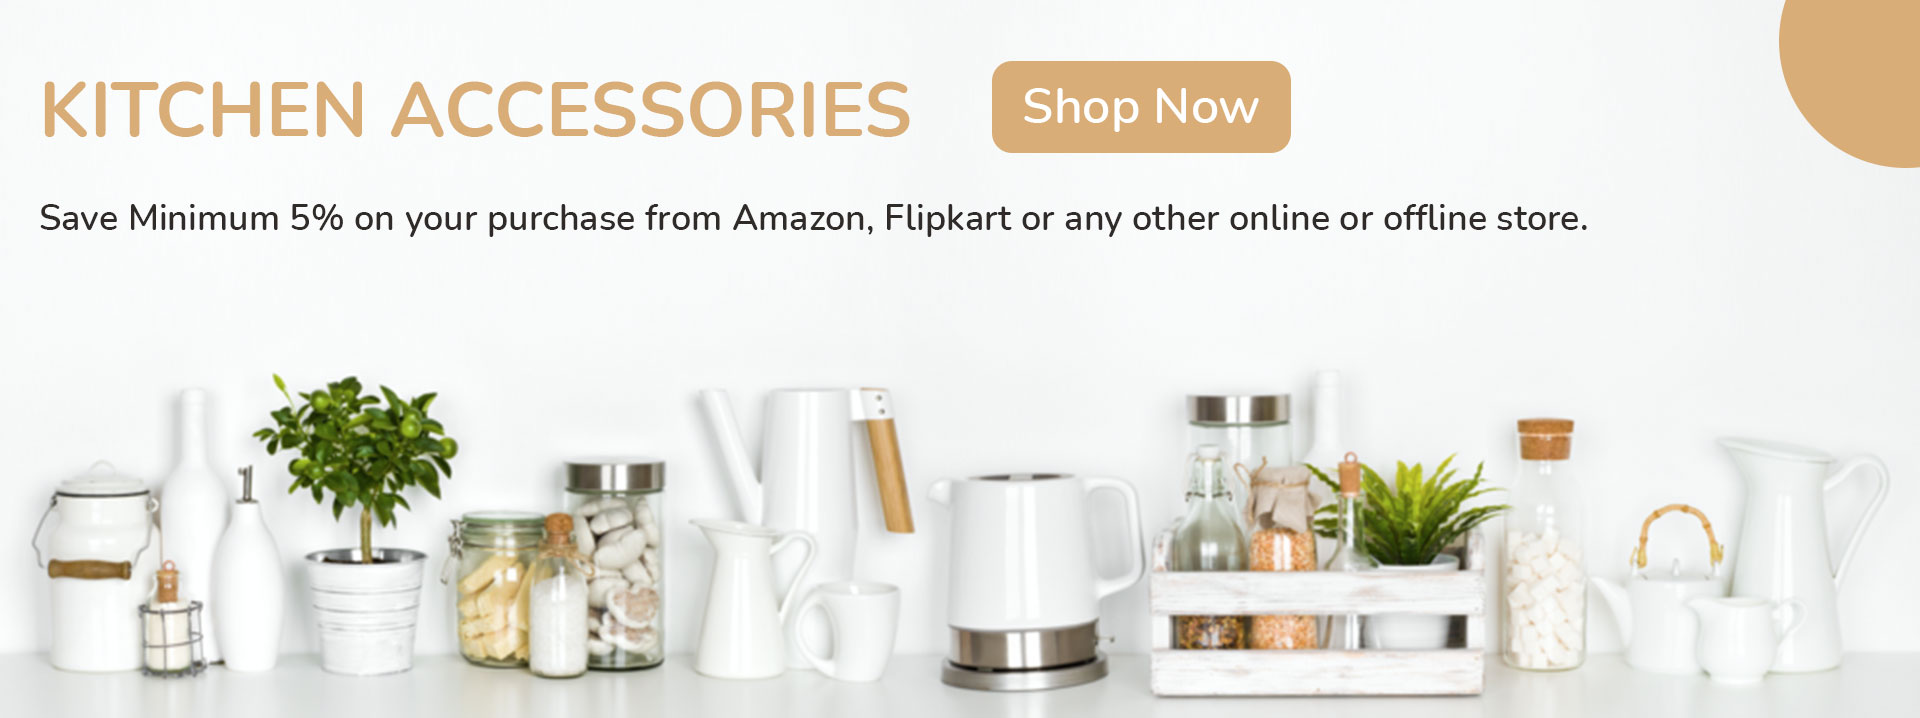 KITCHEN ACCESSORIES
Shop Now
Save Minimum 5% on your purchase from Amazon, Flipkart or any other online or offline store.